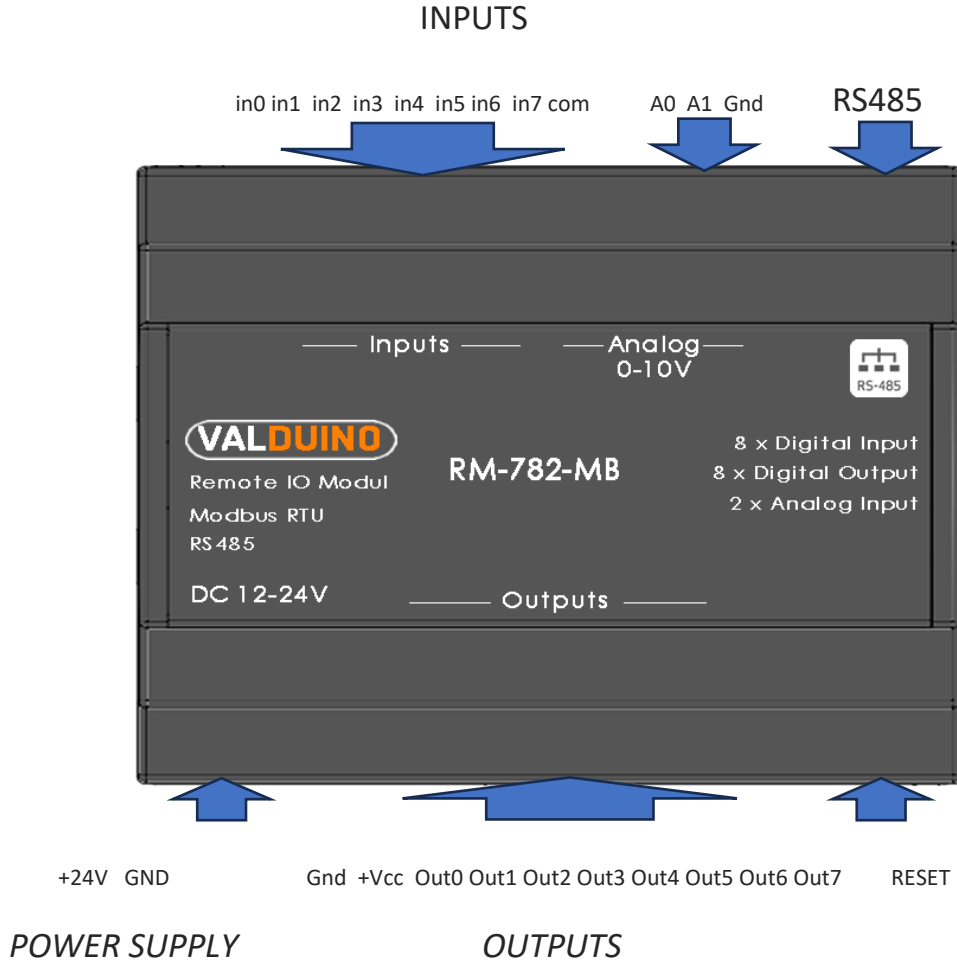 INPUTS
in0 in1 in2 in3 in4 in5 in6 in7 com A0 A1 Gnd RS485
Inputs Analog
0-10V
RS-485
VALDUINO
8 x Digital Input
RM-782-MB
8 x Digital Output
Remote IO Modul
2 x Analog Input
Modbus RTU
RS485
DC 12-24V
Outputs
+24V GND Gnd +Vcc Out0 Out1 Out2 Out3 Out4 Out5 Out6 Out7 RESET
POWER SUPPLY OUTPUTS